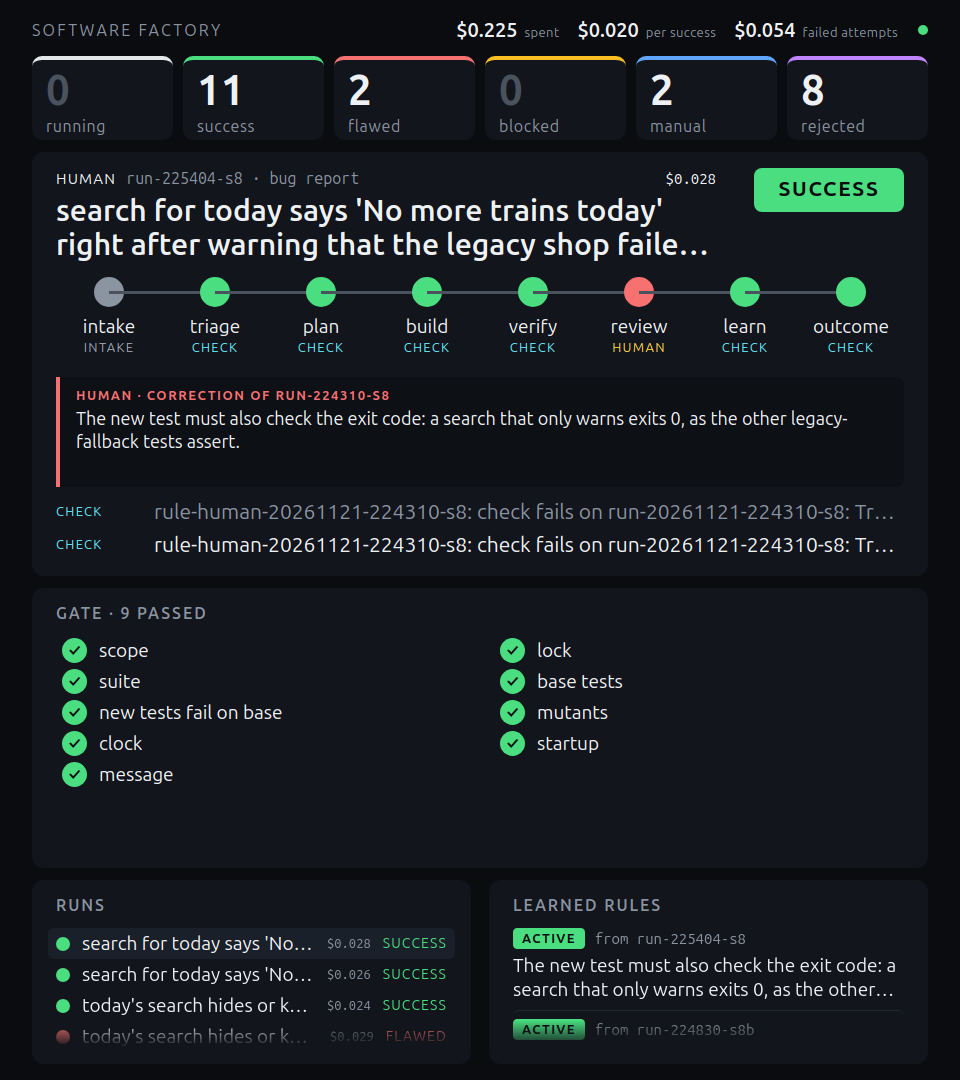 SOFTWARE FACTORY
$0.225 spent $0.020 per success $0.054 failed attempts
0 running
11 success
2 flawed
0 blocked
2 manual
8 rejected
HUMAN run-225404-s8 · bug report $0.028
SUCCESS
search for today says 'No more trains today'
right after warning that the legacy shop faile…
intake triage plan build verify review learn outcome
INTAKE CHECK CHECK CHECK CHECK HUMAN CHECK CHECK
HUMAN · CORRECTION OF RUN-224310-S8
The new test must also check the exit code: a search that only warns exits 0, as the other legacy-
fallback tests assert.
CHECK rule-human-20261121-224310-s8: check fails on run-20261121-224310-s8: Tr…
CHECK rule-human-20261121-224310-s8: check fails on run-20261121-224310-s8: Tr…
GATE · 9 PASSED
scope
suite
new tests fail on base
clock
message
lock
base tests
mutants
startup
RUNS
search for today says 'No… $0.028 SUCCESS
search for today says 'No… $0.026 SUCCESS
today's search hides or k… $0.024 SUCCESS
today's search hides or k… $0.029 FLAWED
LEARNED RULES
ACTIVE from run-225404-s8
The new test must also check the exit code: a
search that only warns exits 0, as the other…
ACTIVE from run-224830-s8b